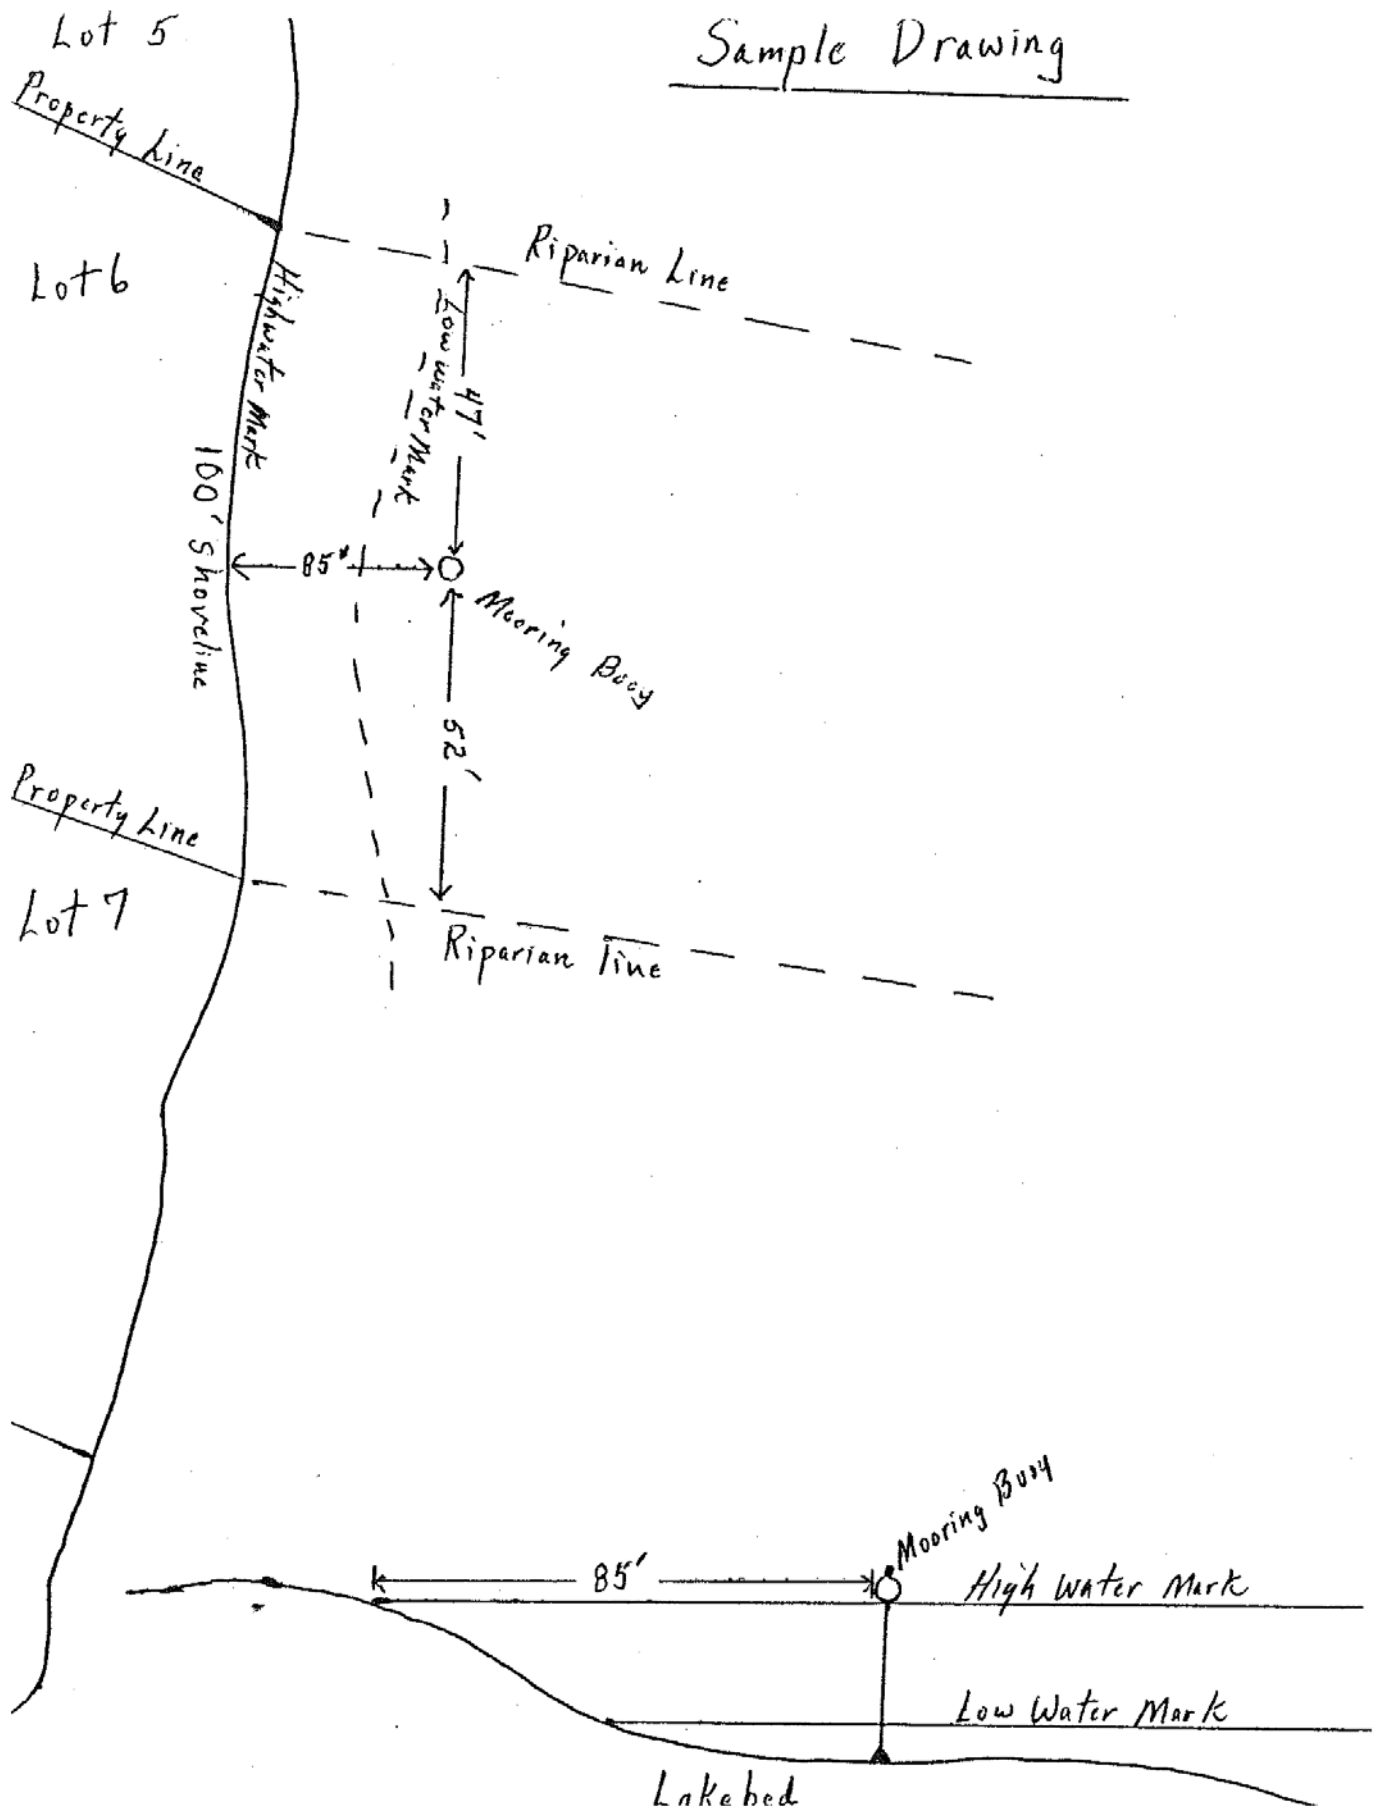 Sample Drawing
Lot 5
Property Line
Lot 6
Highwater Mark
Riparian Line
Low water Mark
47'
100' Shoreline
85'
Mooring Buoy
52'
Property Line
Lot 7
Riparian line
Mooring Buoy
85'
High Water Mark
Low Water Mark
Lakebed